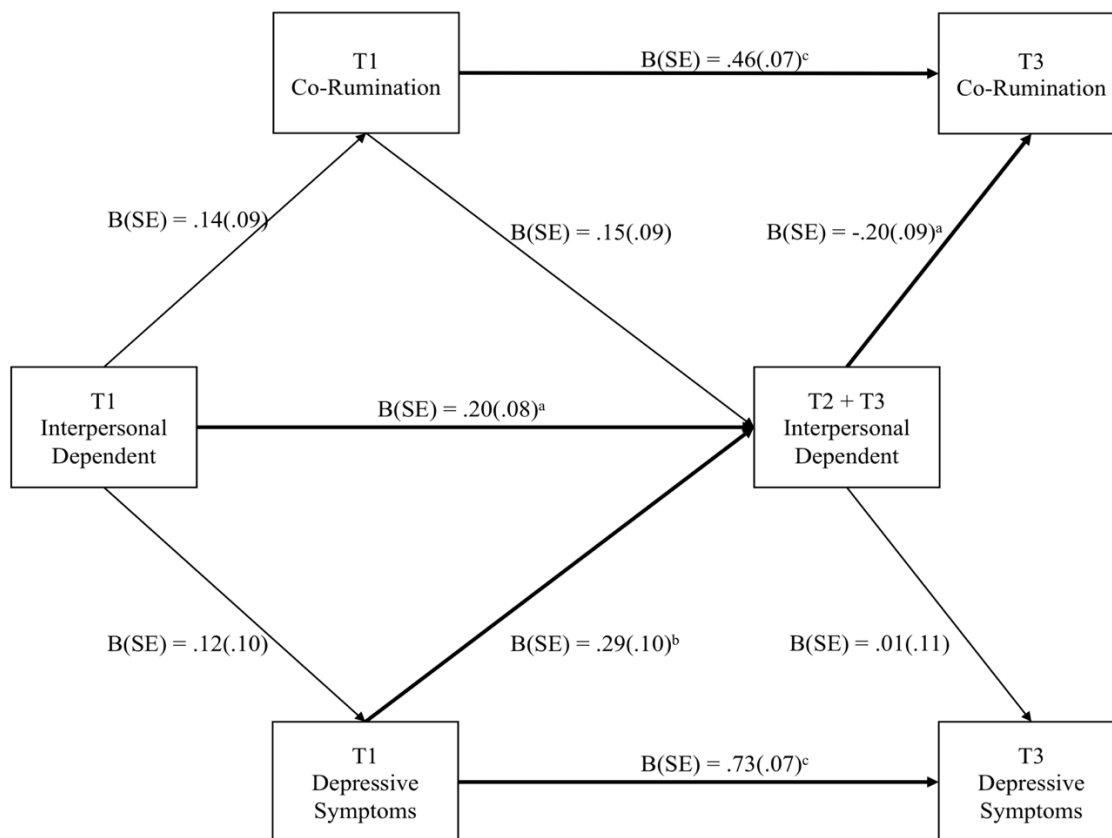 T1
Co-Rumination
B(SE) = .46(.07)ᶜ
T3
Co-Rumination
B(SE) = .14(.09)
B(SE) = .15(.09)
B(SE) = -.20(.09)ᵃ
T1
Interpersonal
Dependent
B(SE) = .20(.08)ᵃ
T2 + T3
Interpersonal
Dependent
B(SE) = .12(.10)
B(SE) = .29(.10)ᵇ
B(SE) = .01(.11)
T1
Depressive
Symptoms
B(SE) = .73(.07)ᶜ
T3
Depressive
Symptoms